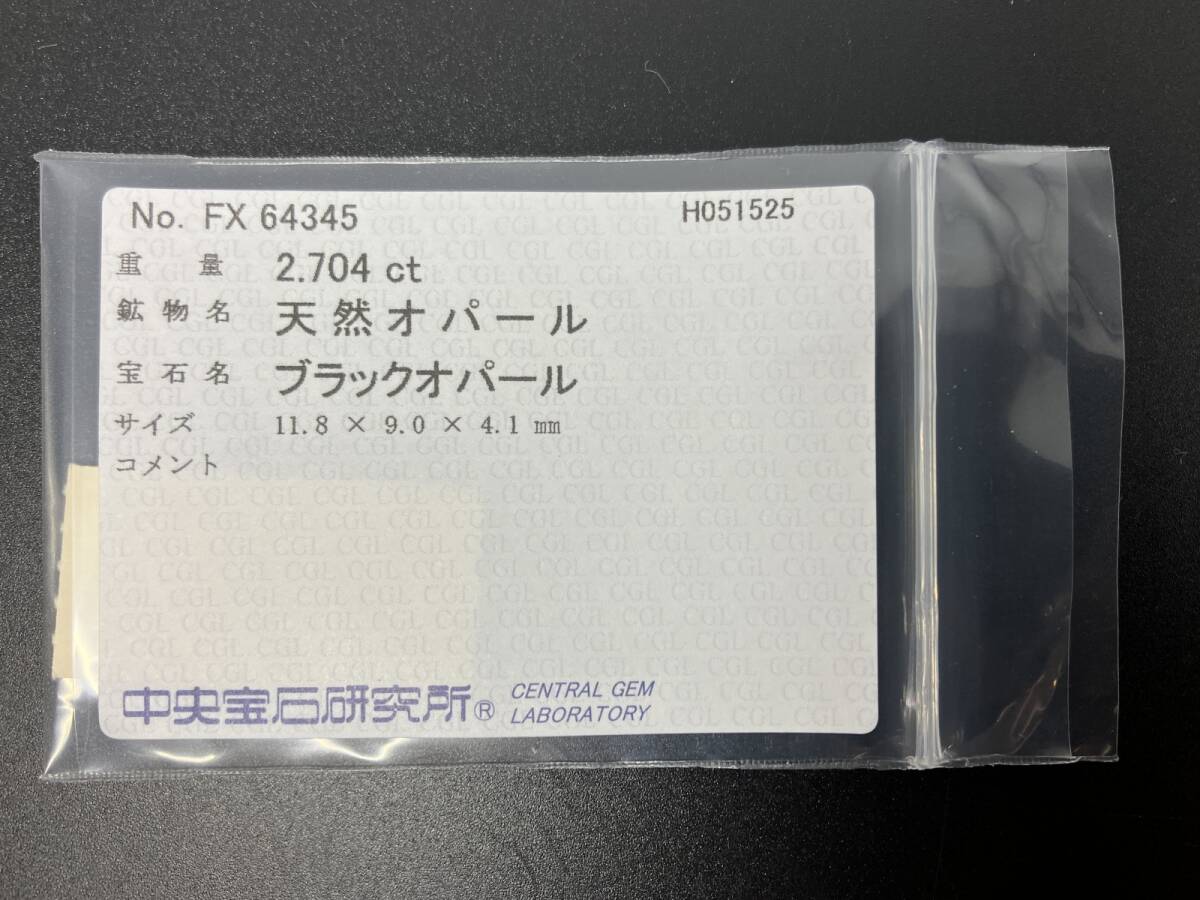 No. FX 64345 H051525
重量 2.704 ct
鉱物名 天然オパール
宝石名 ブラックオパール
サイズ 11.8 × 9.0 × 4.1 mm
コメント
中央宝石研究所® CENTRAL GEM
LABORATORY